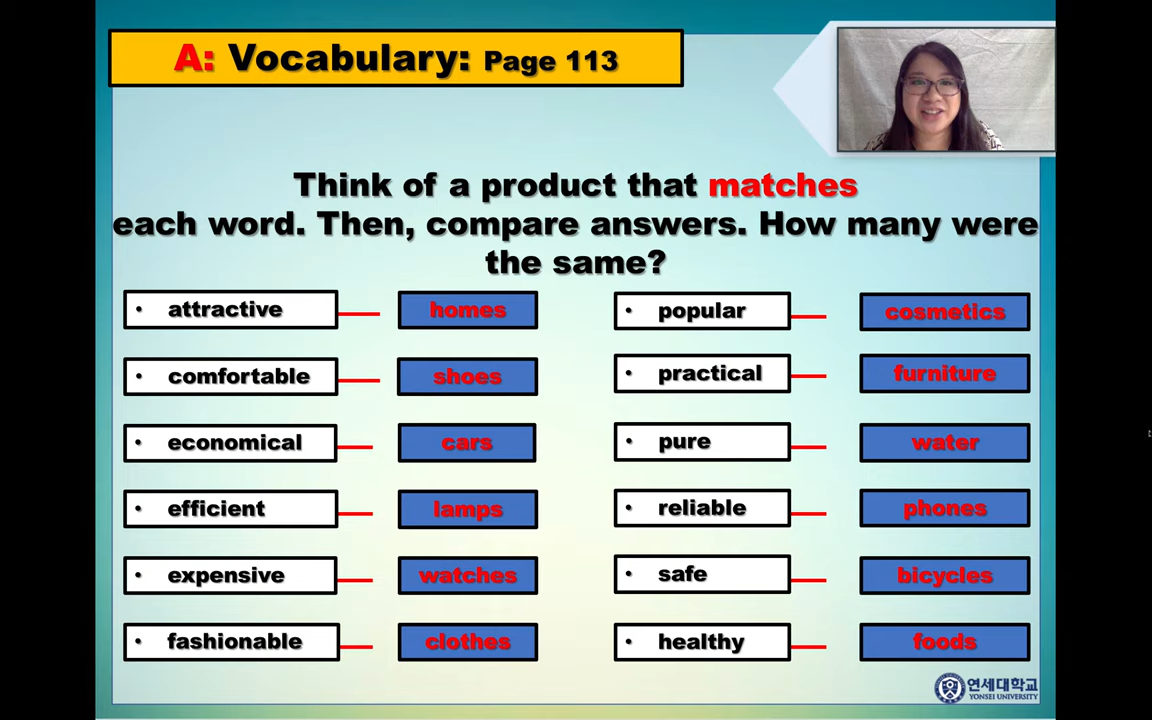 A: Vocabulary: Page 113
Think of a product that matches
each word. Then, compare answers. How many were
the same?
• attractive homes
• comfortable shoes
• economical cars
• efficient lamps
• expensive watches
• fashionable clothes
• popular cosmetics
• practical furniture
• pure water
• reliable phones
• safe bicycles
• healthy foods
연세대학교
YONSEI UNIVERSITY